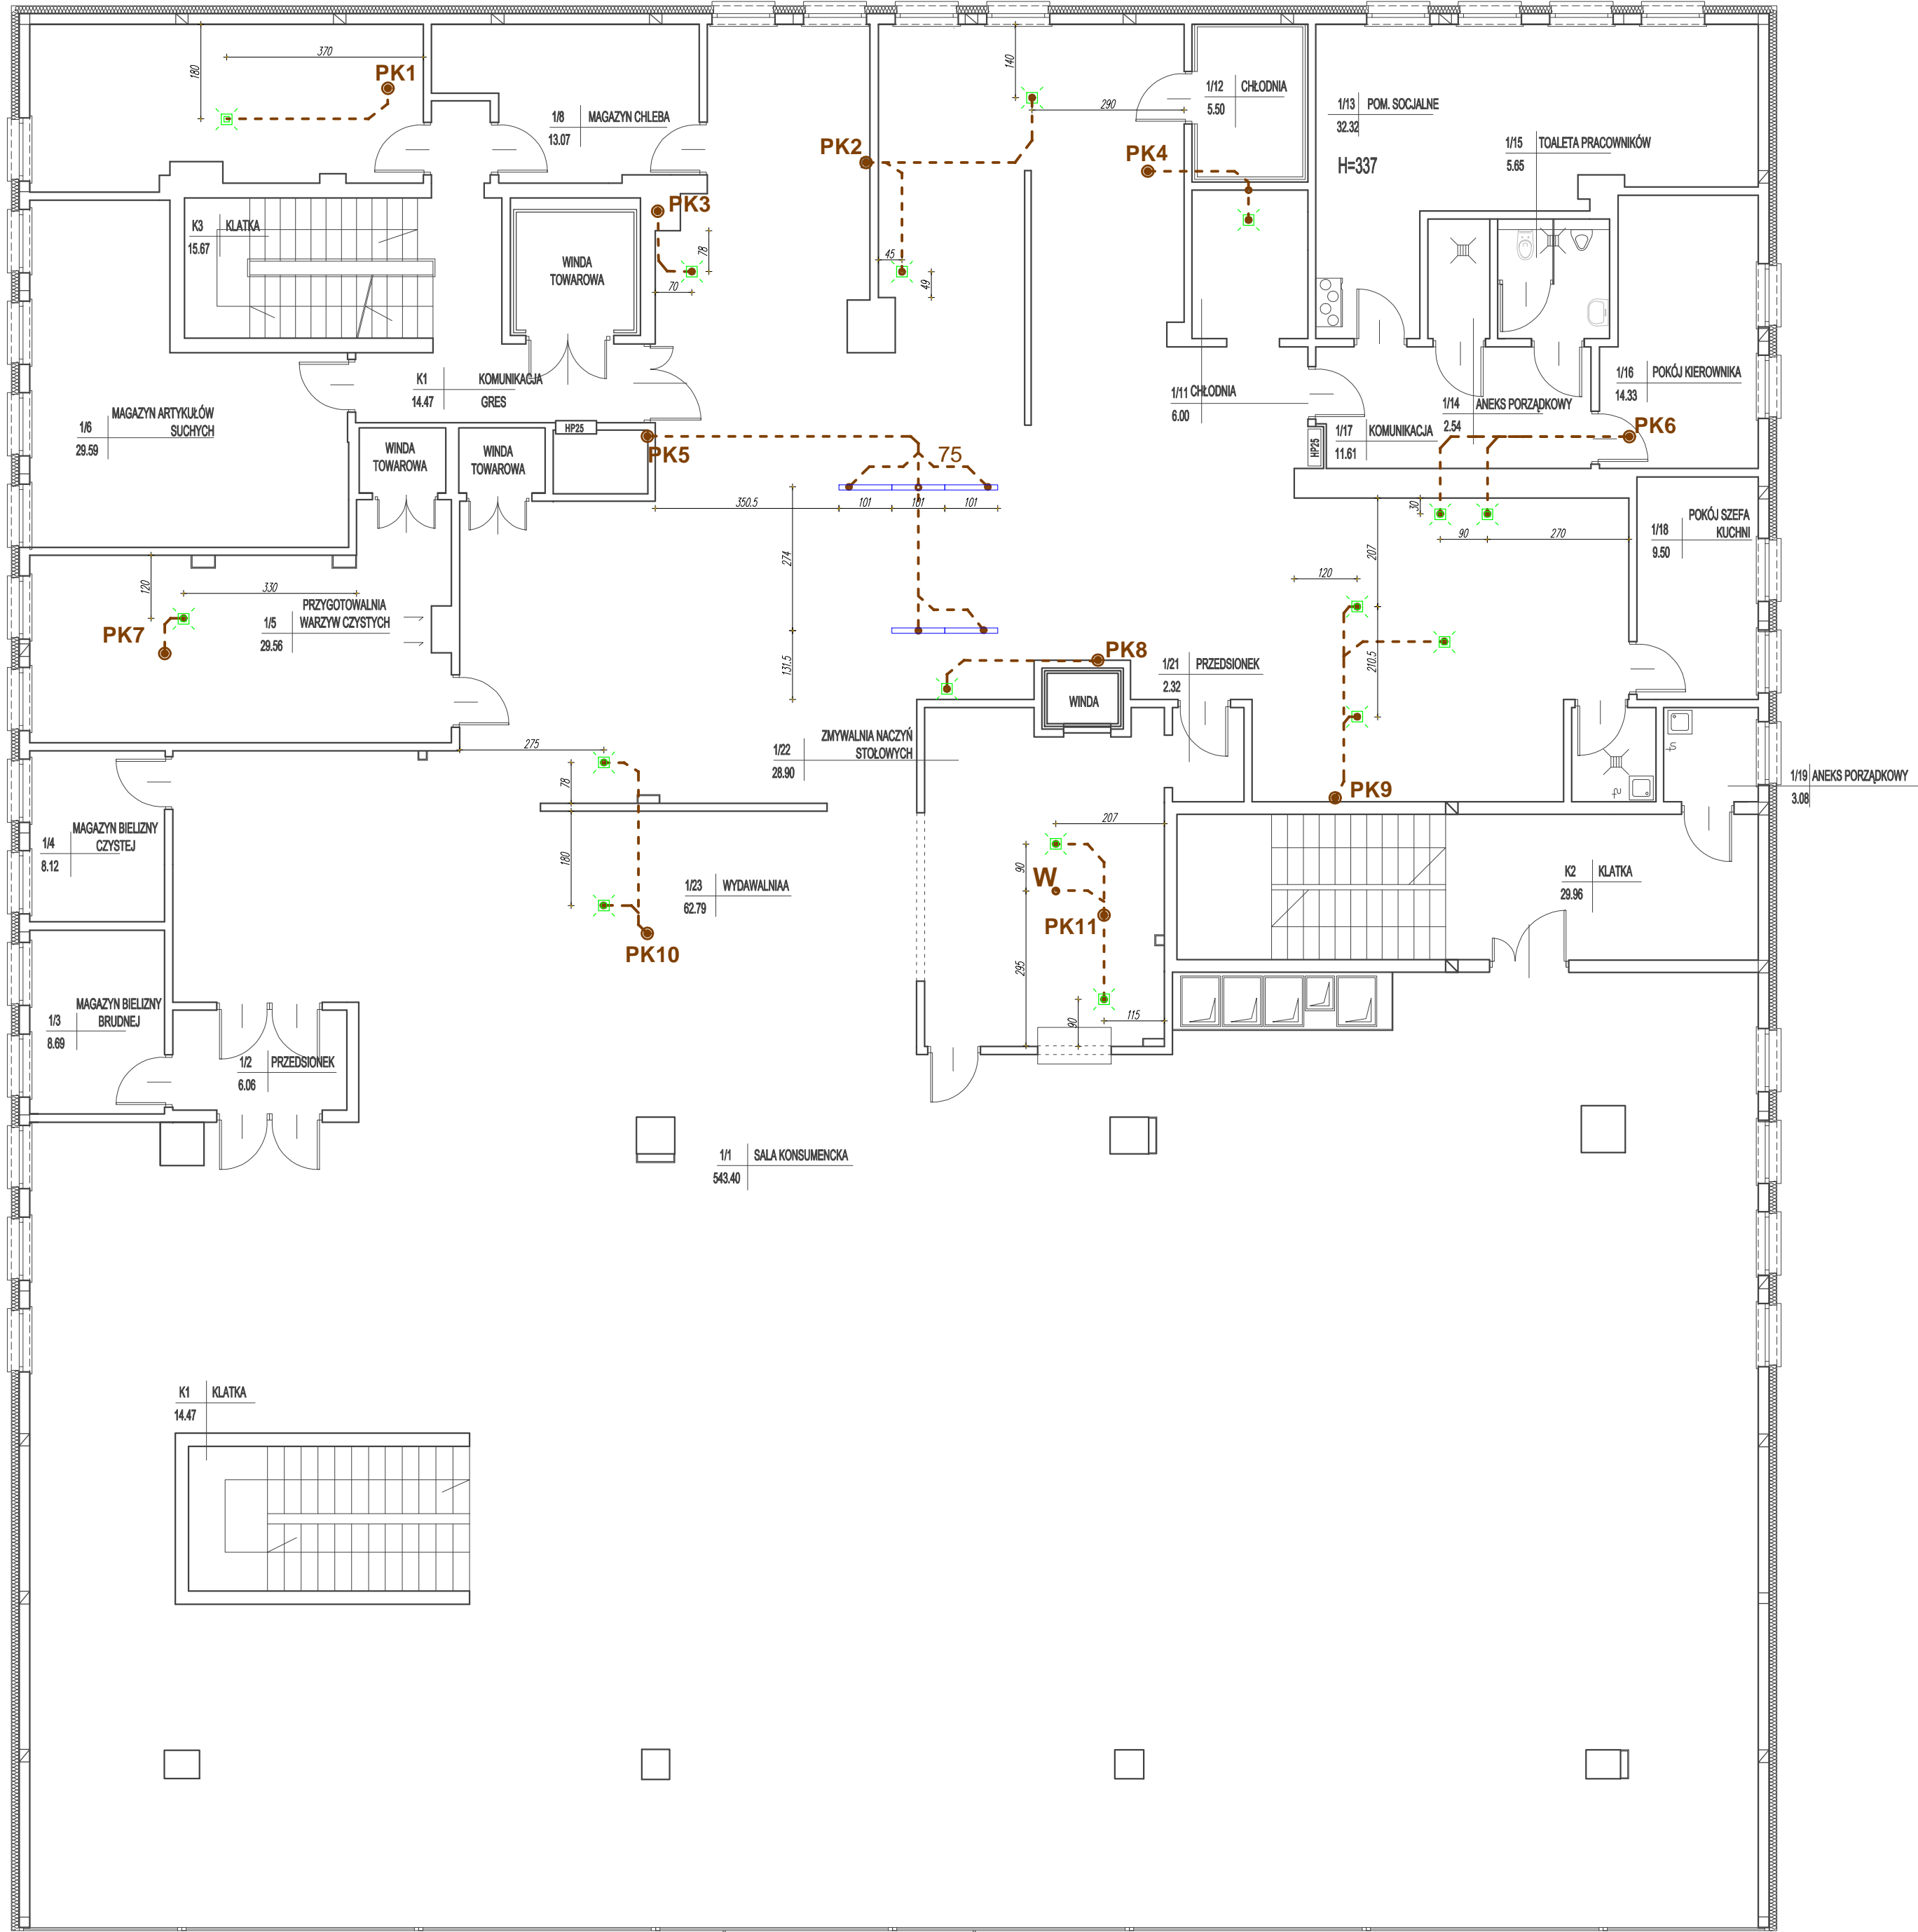 370
180
PK1
1/8 MAGAZYN CHLEBA
13.07
140
290
1/12 CHŁODNIA
5.50
1/13 POM. SOCJALNE
32.32
H=337
1/15 TOALETA PRACOWNIKÓW
5.65
PK2
PK4
PK3
K3 KLATKA
15.67
WINDA
TOWAROWA
78
70
45
49
K1 KOMUNIKACJA
14.47 GRES
1/11 CHŁODNIA
6.00
1/16 POKÓJ KIEROWNIKA
14.33
1/14 ANEKS PORZĄDKOWY
2.54
1/6 MAGAZYN ARTYKUŁÓW
SUCHYCH
29.59
WINDA
TOWAROWA
WINDA
TOWAROWA
HP25
PK5
75
HP25
1/17 KOMUNIKACJA
11.61
PK6
350.5
101
101
101
30
90
270
207
1/18 POKÓJ SZEFA
KUCHNI
9.50
274
120
120
330
PRZYGOTOWALNIA
1/5 WARZYW CZYSTYCH
29.56
PK7
131.5
210.5
PK8
1/21 PRZEDSIONEK
2.32
WINDA
275
78
1/22 ZMYWALNIA NACZYŃ
STOŁOWYCH
28.90
PK9
1/19 ANEKS PORZĄDKOWY
3.08
1/4 MAGAZYN BIELIZNY
CZYSTEJ
8.12
180
207
90
W
1/23 WYDAWALNIAA
62.79
K2 KLATKA
29.96
PK11
PK10
295
90
115
1/3 MAGAZYN BIELIZNY
BRUDNEJ
8.69
1/2 PRZEDSIONEK
6.06
1/1 SALA KONSUMENCKA
543.40
K1 KLATKA
14.47